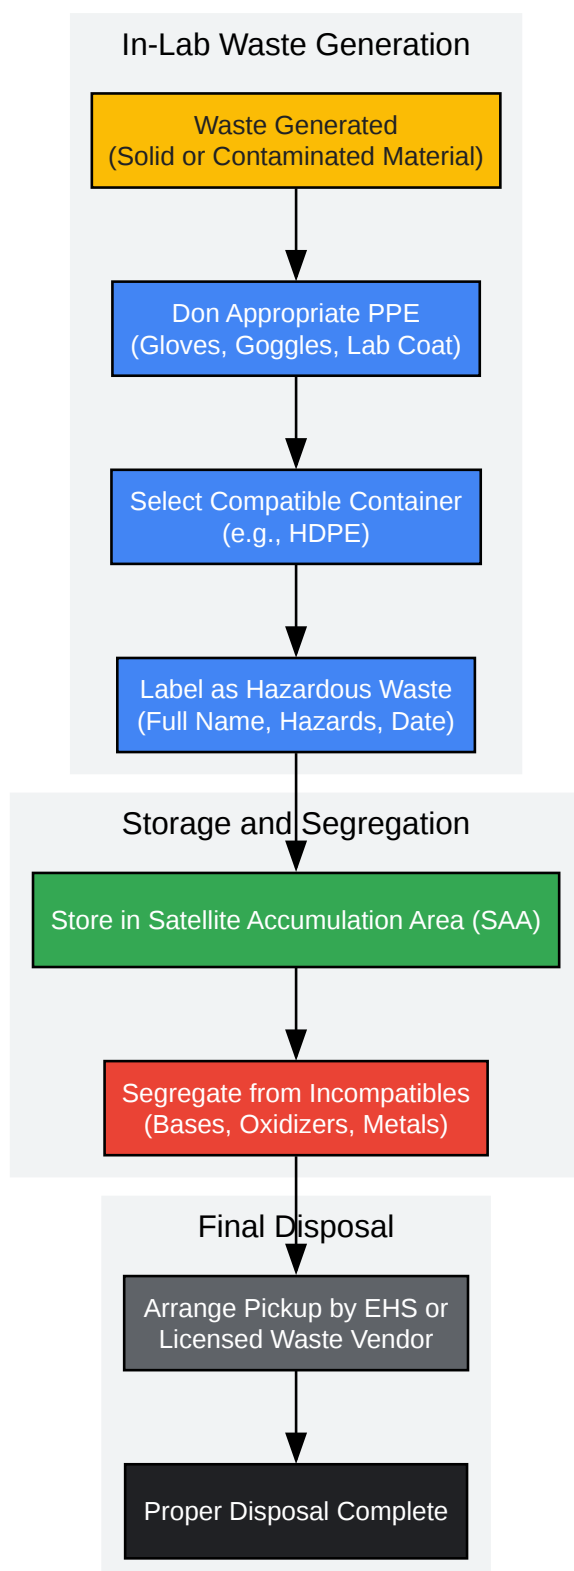 In-Lab Waste Generation
Waste Generated
(Solid or Contaminated Material)
Don Appropriate PPE
(Gloves, Goggles, Lab Coat)
Select Compatible Container
(e.g., HDPE)
Label as Hazardous Waste
(Full Name, Hazards, Date)
Storage and Segregation
Store in Satellite Accumulation Area (SAA)
Segregate from Incompatibles
(Bases, Oxidizers, Metals)
Final Disposal
Arrange Pickup by EHS or
Licensed Waste Vendor
Proper Disposal Complete